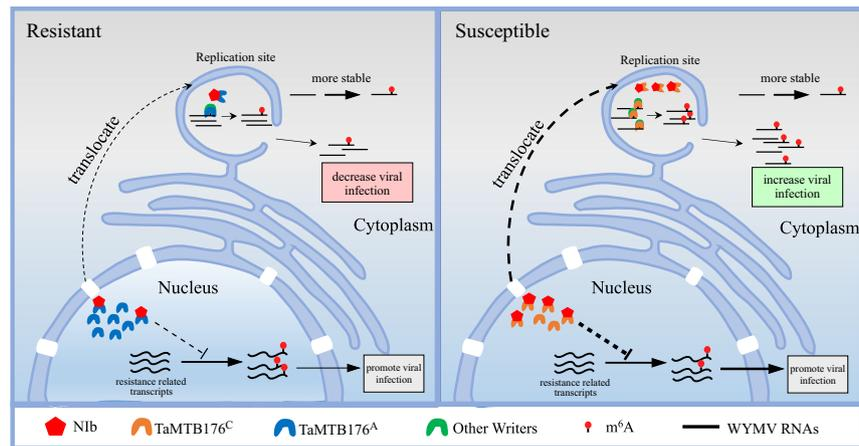 Resistant
Replication site
more stable
translocate
decrease viral
infection
Cytoplasm
Nucleus
resistance related
transcripts
promote viral
infection
Susceptible
Replication site
more stable
translocate
increase viral
infection
Cytoplasm
Nucleus
resistance related
transcripts
promote viral
infection
NIb
TaMTB176ᶜ
TaMTB176ᴬ
Other Writers
m⁶A
WYMV RNAs